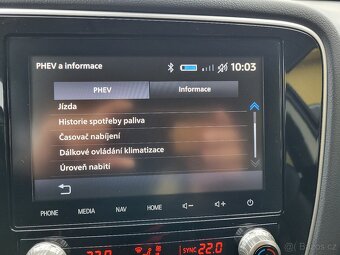 PHEV a informace
10:03
PHEV
Informace
Jízda
Historie spotřeby paliva
Časovač nabíjení
Dálkové ovládání klimatizace
Úroveň nabití
PHONE
MEDIA
NAV
HOME
SYNC 22.0